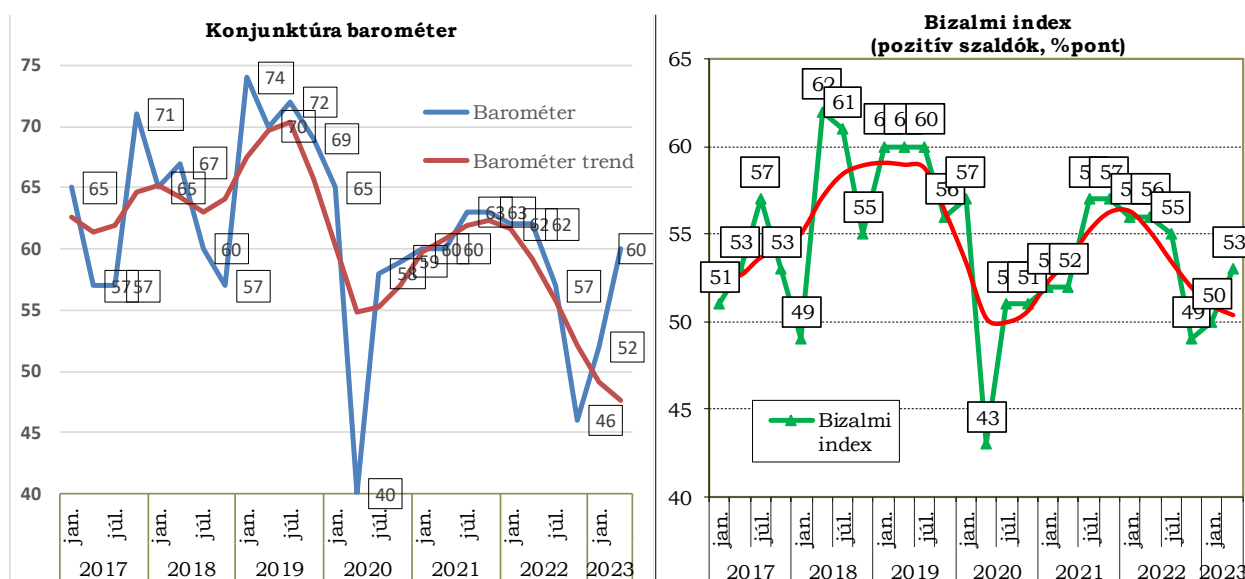 Konjunktúra barométer
75
70
65
60
55
50
45
40
Barométer
Barométer trend
65
57
57
71
65
67
60
57
74
70
72
69
65
40
58
59
60
60
63
63
62
62
57
46
52
60
jan.
júl.
jan.
júl.
jan.
júl.
jan.
júl.
jan.
júl.
jan.
júl.
jan.
2017
2018
2019
2020
2021
2022
2023
Bizalmi index
(pozitív szaldók, %pont)
65
60
55
50
45
40
51
53
57
53
49
62
61
55
60
56
57
43
51
52
57
56
55
49
50
53
Bizalmi
index
jan.
júl.
jan.
júl.
jan.
júl.
jan.
júl.
jan.
júl.
jan.
júl.
jan.
2017
2018
2019
2020
2021
2022
2023